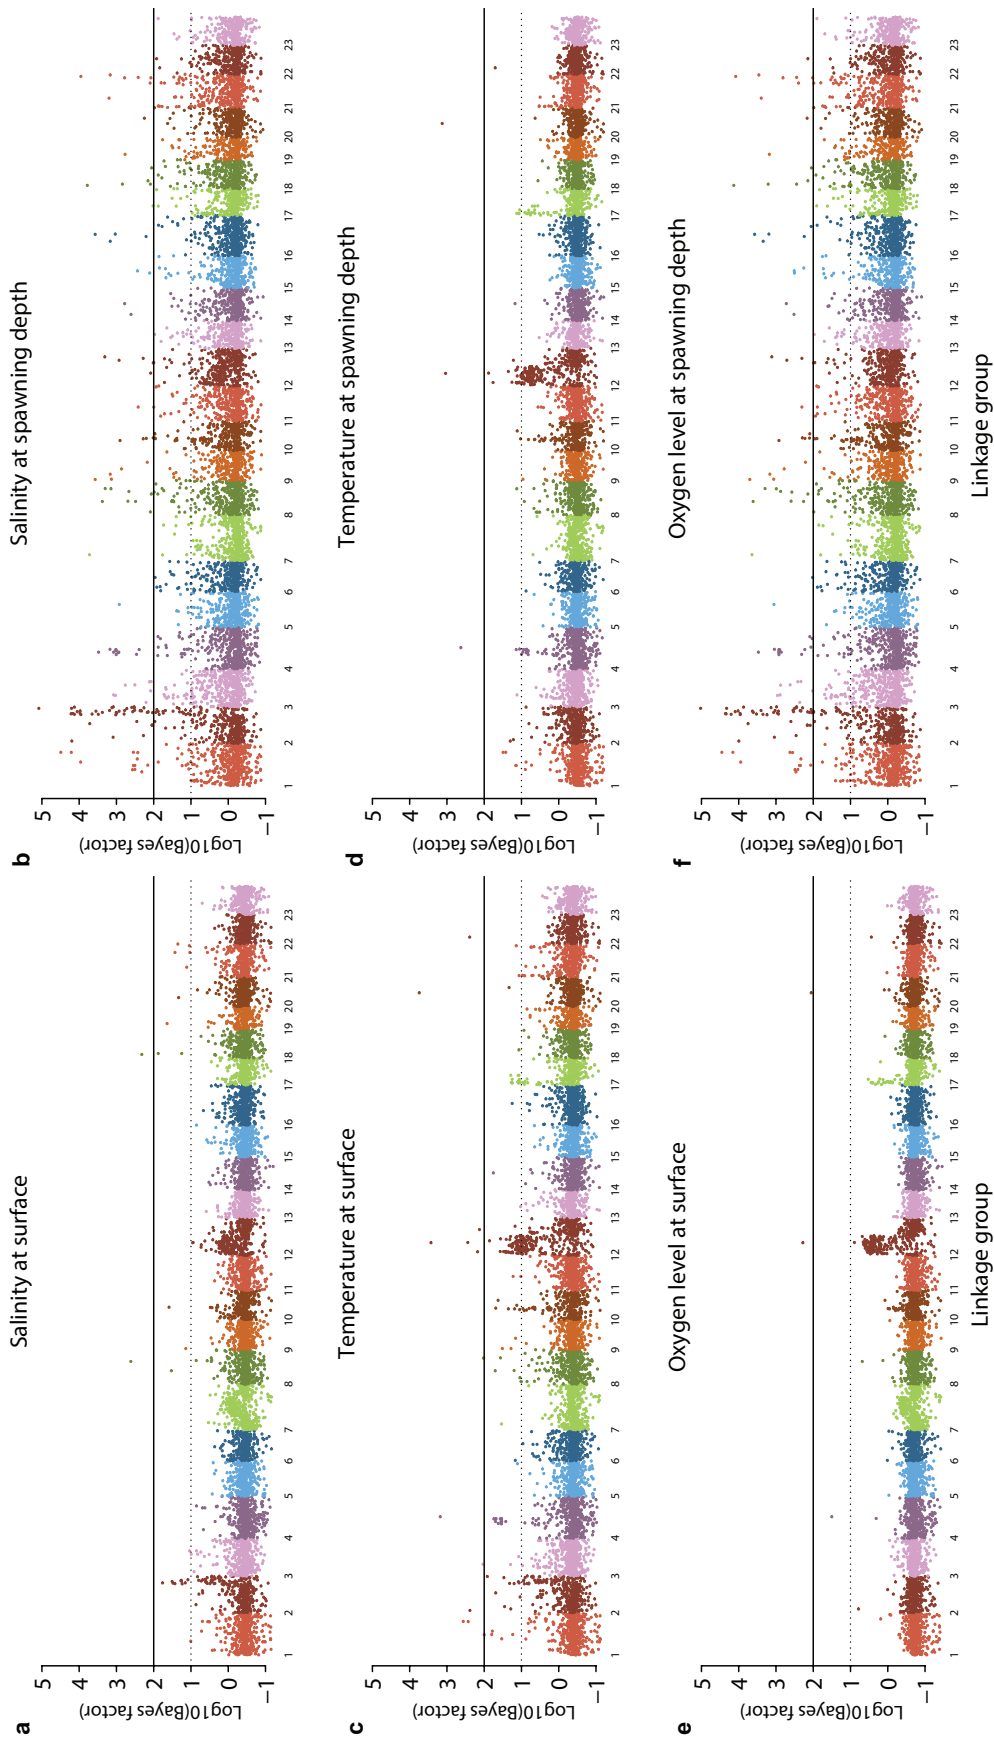 a
Salinity at surface
Log10(Bayes factor)
5
4
3
2
1
0
−1
1 2 3 4 5 6 7 8 9 10 11 12 13 14 15 16 17 18 19 20 21 22 23
b
Salinity at spawning depth
Log10(Bayes factor)
5
4
3
2
1
0
−1
1 2 3 4 5 6 7 8 9 10 11 12 13 14 15 16 17 18 19 20 21 22 23
c
Temperature at surface
Log10(Bayes factor)
5
4
3
2
1
0
−1
1 2 3 4 5 6 7 8 9 10 11 12 13 14 15 16 17 18 19 20 21 22 23
d
Temperature at spawning depth
Log10(Bayes factor)
5
4
3
2
1
0
−1
1 2 3 4 5 6 7 8 9 10 11 12 13 14 15 16 17 18 19 20 21 22 23
e
Oxygen level at surface
Log10(Bayes factor)
5
4
3
2
1
0
−1
1 2 3 4 5 6 7 8 9 10 11 12 13 14 15 16 17 18 19 20 21 22 23
Linkage group
f
Oxygen level at spawning depth
Log10(Bayes factor)
5
4
3
2
1
0
−1
1 2 3 4 5 6 7 8 9 10 11 12 13 14 15 16 17 18 19 20 21 22 23
Linkage group